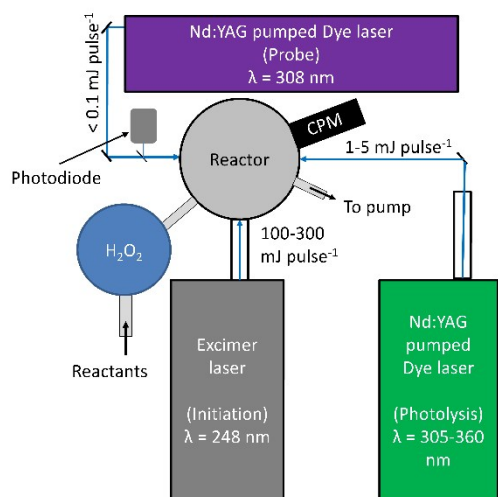 Nd:YAG pumped Dye laser
(Probe)
λ = 308 nm
< 0.1 mJ pulse⁻¹
CPM
Reactor
1-5 mJ pulse⁻¹
Photodiode
To pump
H₂O₂
100-300
mJ pulse⁻¹
Reactants
Excimer
laser
(Initiation)
λ = 248 nm
Nd:YAG
pumped
Dye laser
(Photolysis)
λ = 305-360
nm